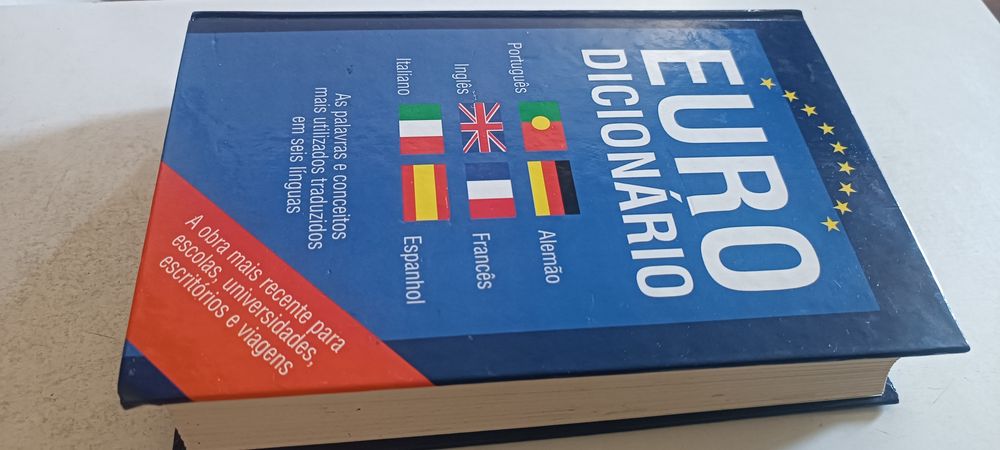 EURO
DICIONÁRIO
Português
Alemão
Inglês
Francês
Italiano
Espanhol
As palavras e conceitos
mais utilizados traduzidos
em seis línguas
A obra mais recente para
escolas, universidades,
escritórios e viagens